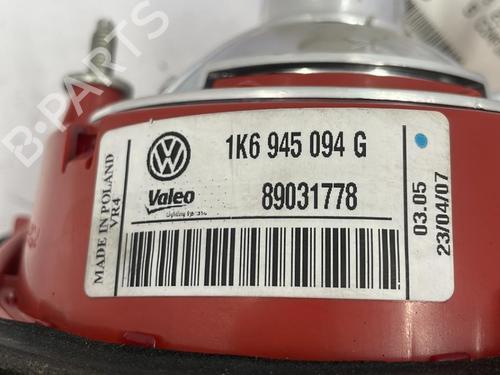 1K6 945 094 G
Valeo
89031778
MADE IN POLAND
VR4
03.05
23/04/07
B-PARTS